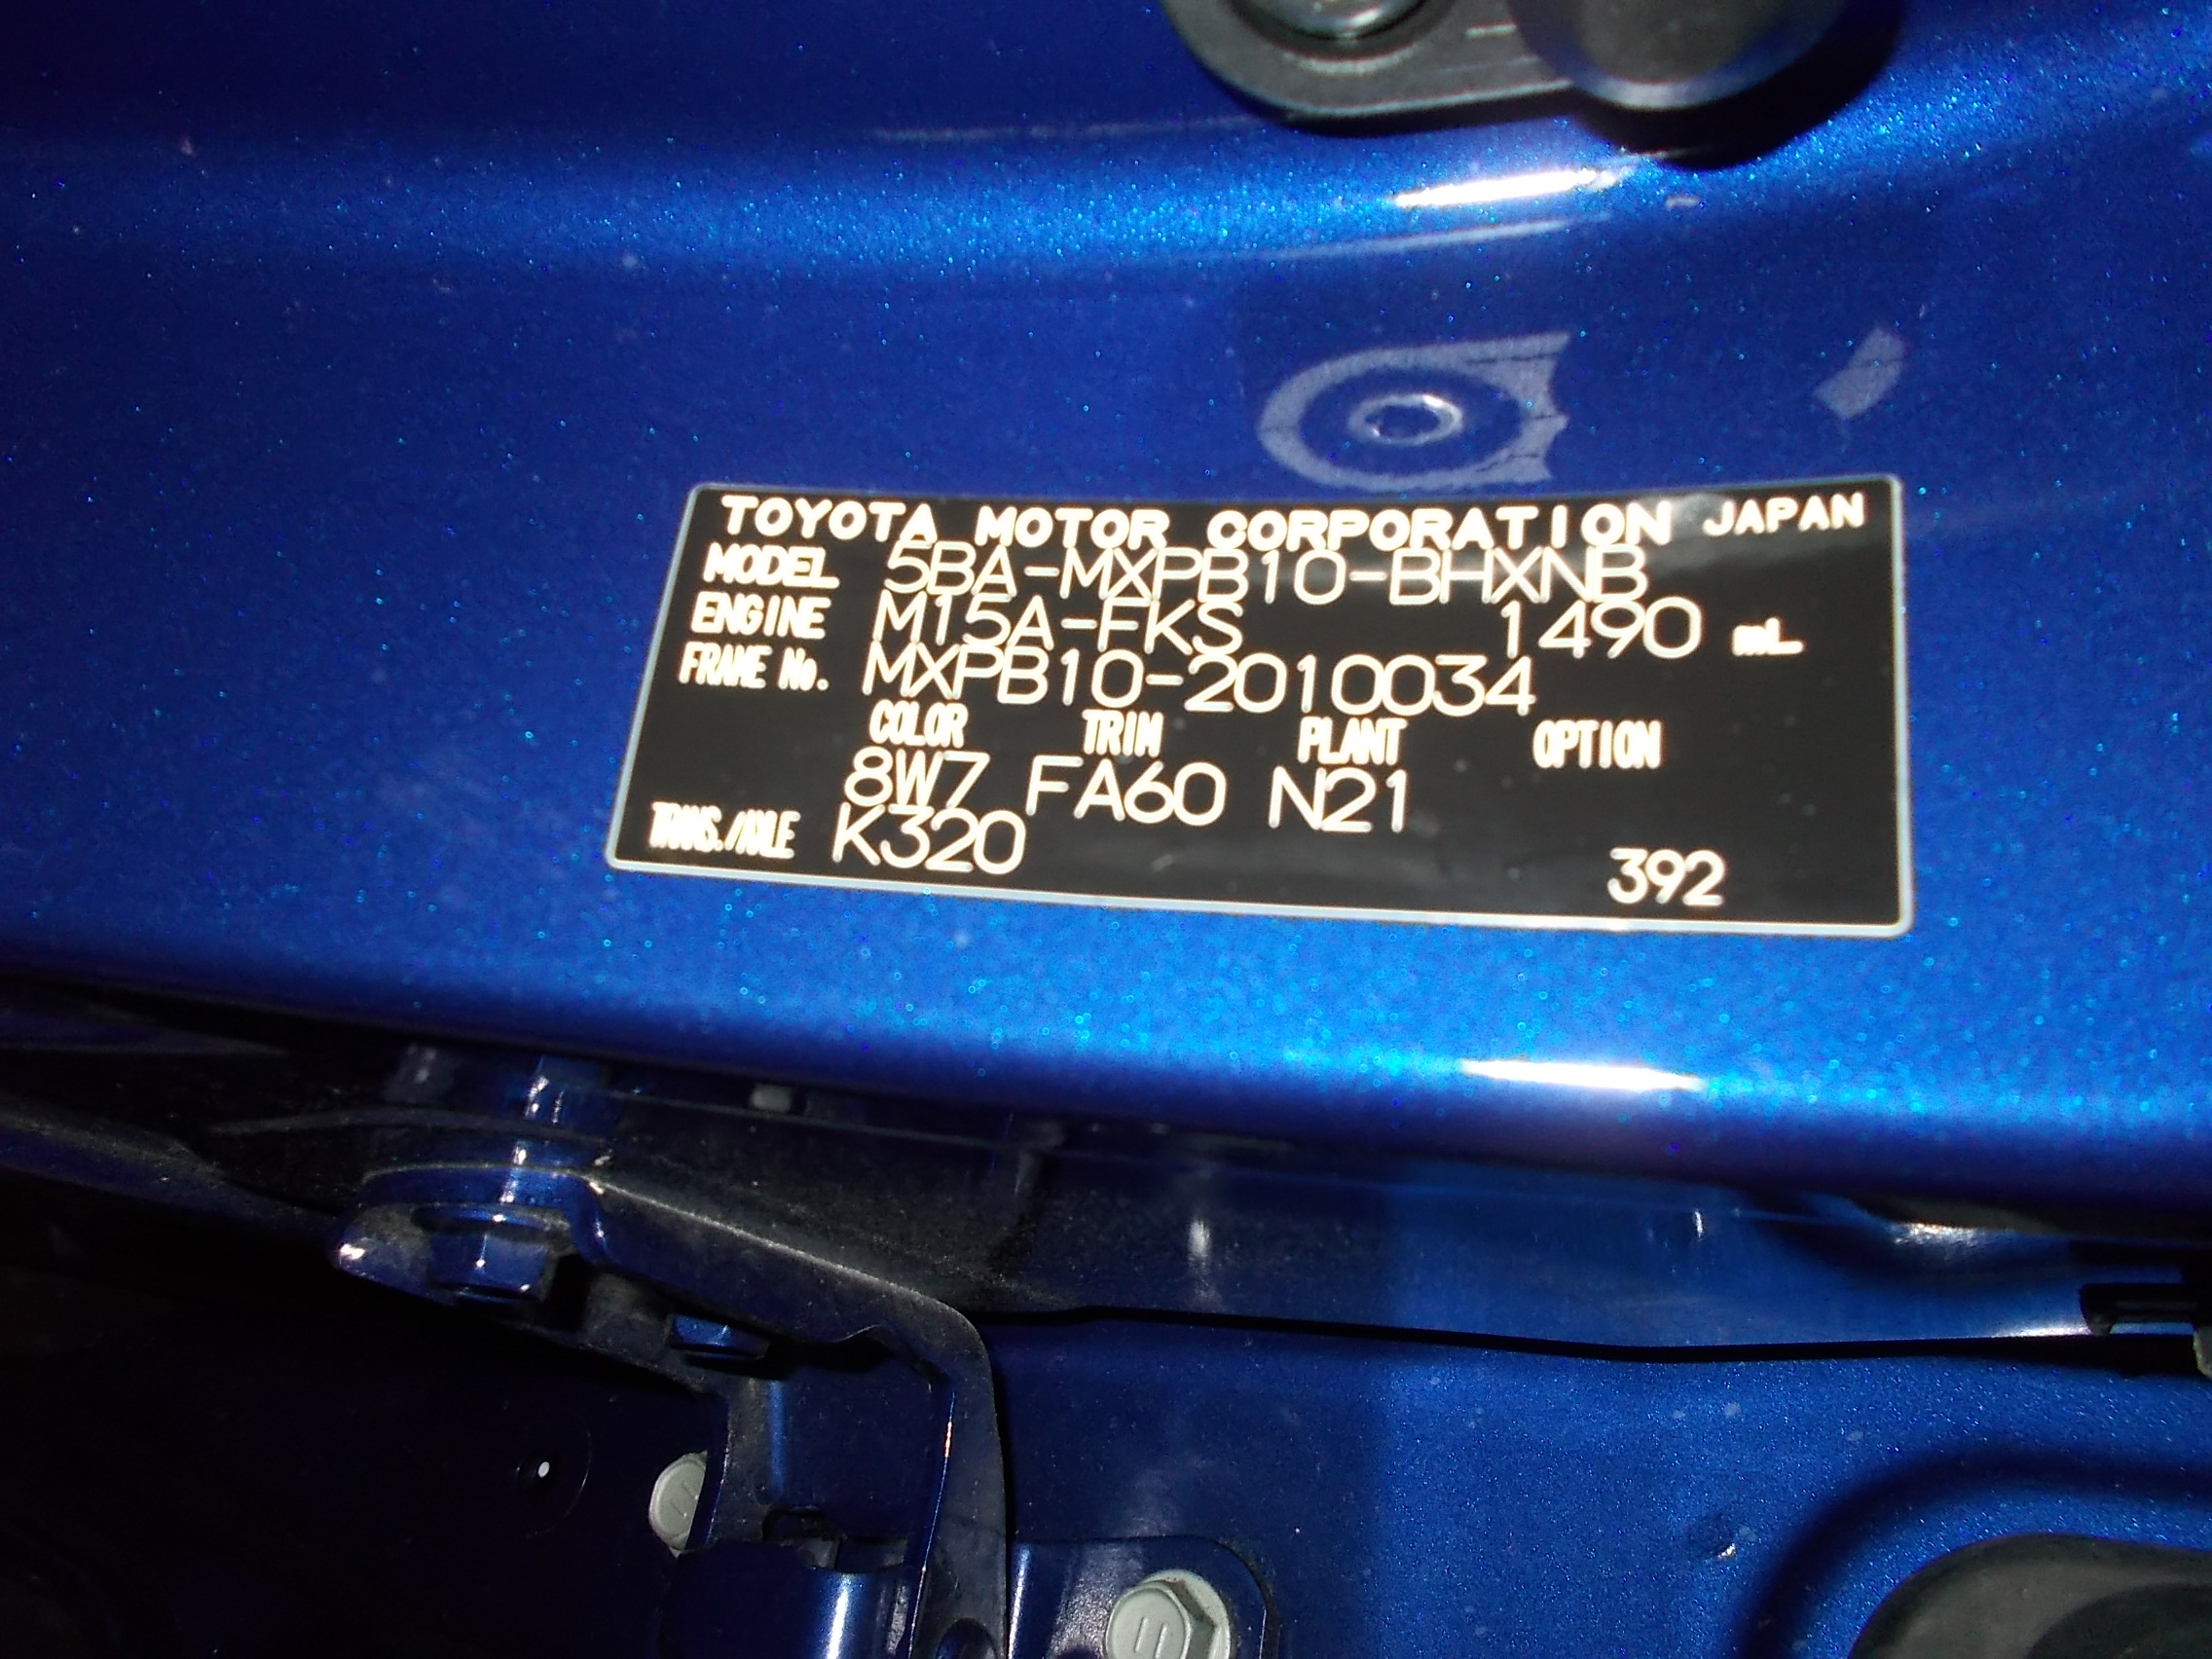 TOYOTA MOTOR CORPORATION JAPAN
MODEL 5BA-MXPB10-BHXNB
ENGINE M15A-FKS 1490 mL
FRAME No. MXPB10-2010034
COLOR TRIM PLANT OPTION
8W7 FA60 N21
TRANS./AXLE K320
392